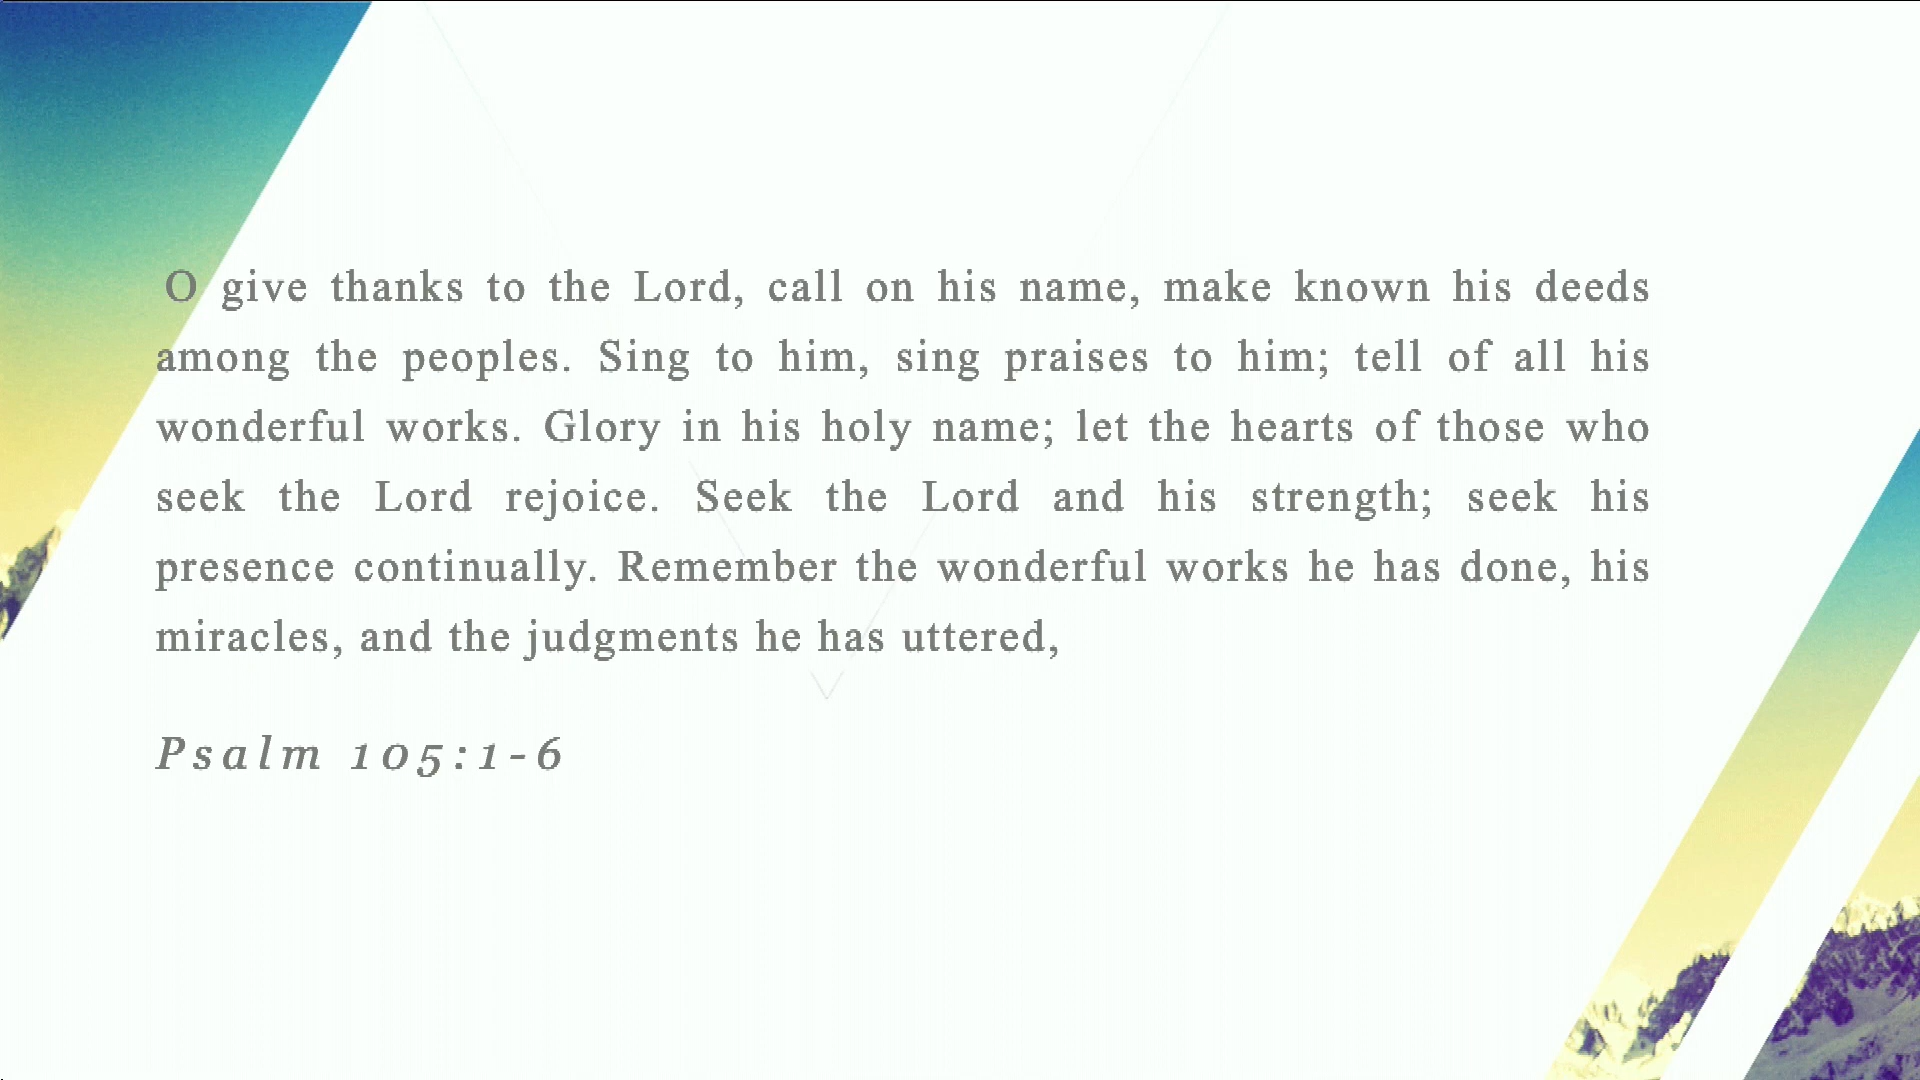 O give thanks to the Lord, call on his name, make known his deeds
among the peoples. Sing to him, sing praises to him; tell of all his
wonderful works. Glory in his holy name; let the hearts of those who
seek the Lord rejoice. Seek the Lord and his strength; seek his
presence continually. Remember the wonderful works he has done, his
miracles, and the judgments he has uttered,
Psalm 105:1-6